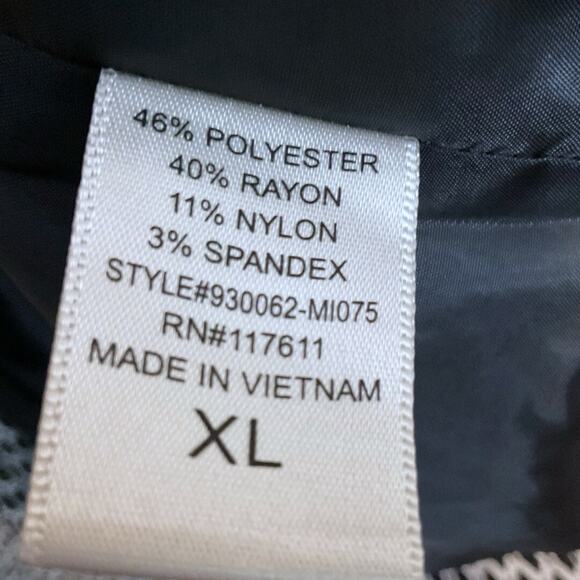 46% POLYESTER
40% RAYON
11% NYLON
3% SPANDEX
STYLE#930062-MI075
RN#117611
MADE IN VIETNAM
XL